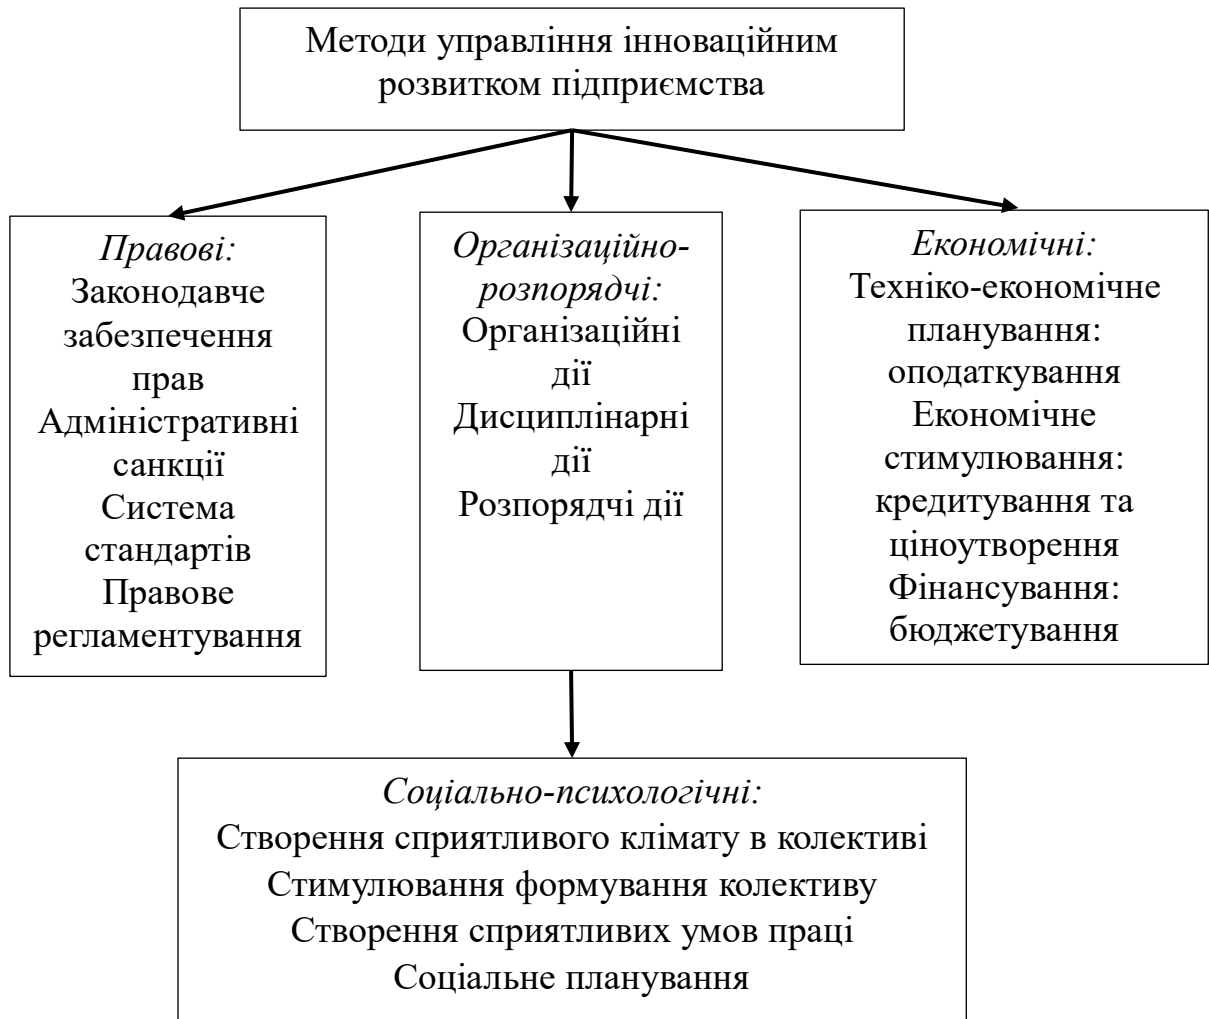 Методи управління інноваційним
розвитком підприємства
Правові:
Законодавче
забезпечення
прав
Адміністративні
санкції
Система
стандартів
Правове
регламентування
Організаційно-
розпорядчі:
Організаційні
дії
Дисциплінарні
дії
Розпорядчі дії
Економічні:
Техніко-економічне
планування:
оподаткування
Економічне
стимулювання:
кредитування та
ціноутворення
Фінансування:
бюджетування
Соціально-психологічні:
Створення сприятливого клімату в колективі
Стимулювання формування колективу
Створення сприятливих умов праці
Соціальне планування